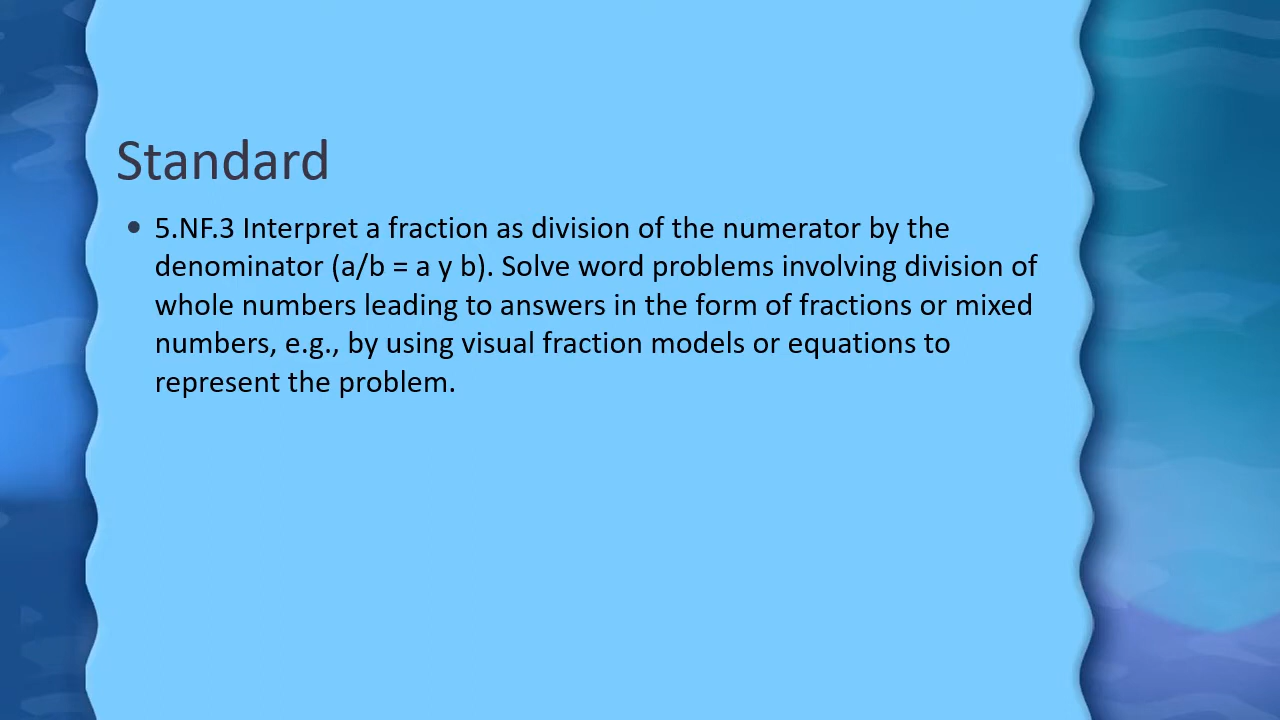 Standard
• 5.NF.3 Interpret a fraction as division of the numerator by the
denominator (a/b = a y b). Solve word problems involving division of
whole numbers leading to answers in the form of fractions or mixed
numbers, e.g., by using visual fraction models or equations to
represent the problem.